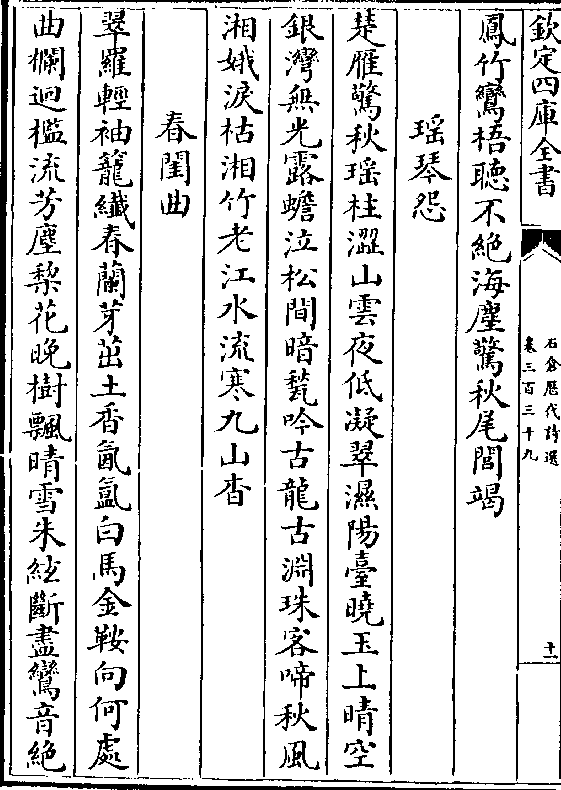 欽定四庫全書
石倉歷代詩選
卷三百三十九
十一
鳳竹鸞梧聽不絶海塵驚秋尾閭竭
瑶琴怨
楚雁驚秋瑶柱澀山雲夜低凝翠濕陽臺曉玉上晴空
銀灣無光露蟾泣松間暗甃吟古龍古淵珠客啼秋風
湘娥淚枯湘竹老江水流寒九山杳
春閨曲
翠羅輕袖籠纖春蘭芽茁土香氤氲白馬金鞍向何處
曲欄迴檻流芳塵棃花晚樹飄晴雪朱絃斷盡鸞音絶